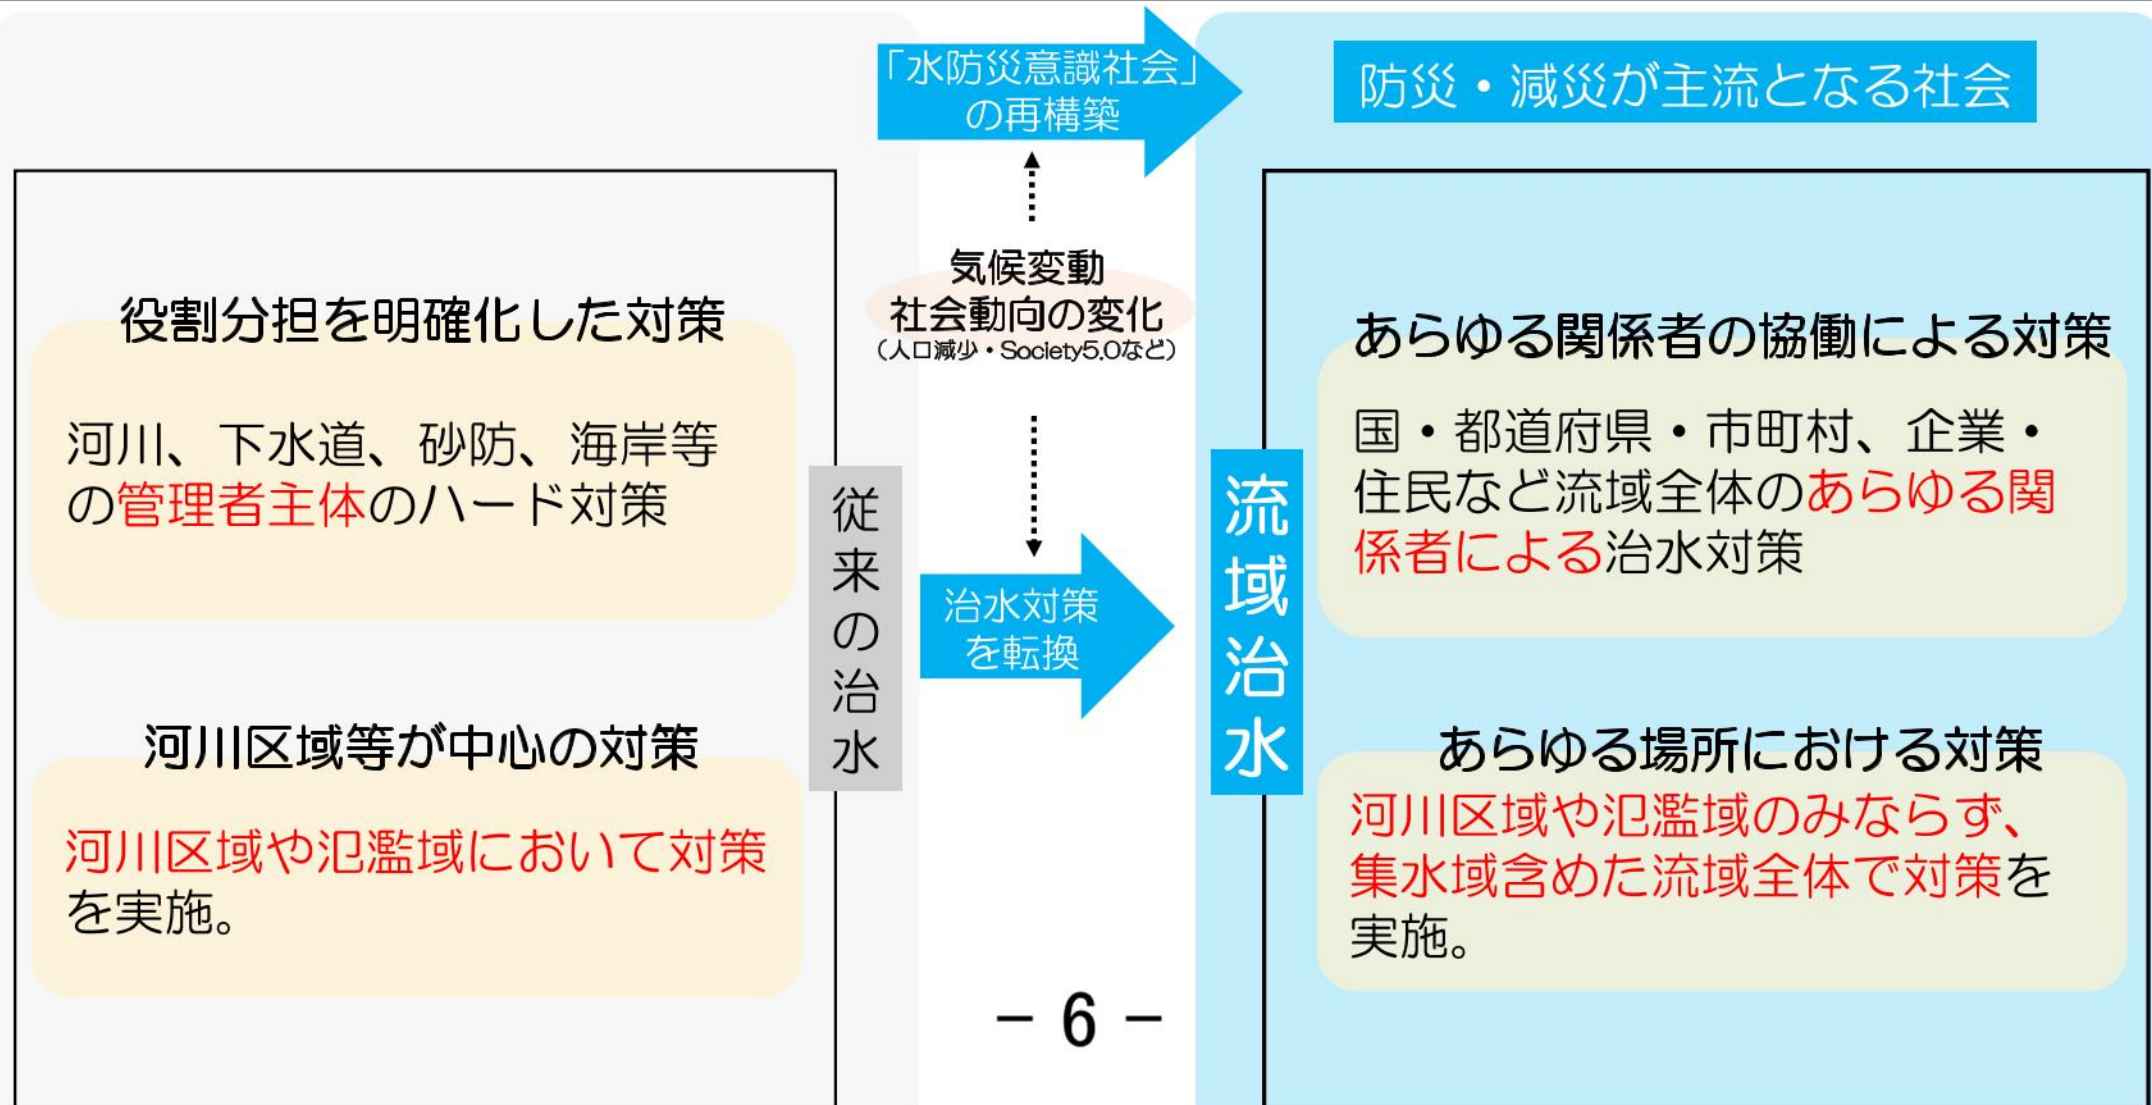 「水防災意識社会」
の再構築
防災・減災が主流となる社会
気候変動
社会動向の変化
（人口減少・Society5.0など）
役割分担を明確化した対策
河川、下水道、砂防、海岸等
の管理者主体のハード対策
河川区域等が中心の対策
河川区域や氾濫域において対策
を実施。
従来の治水
治水対策
を転換
流域治水
あらゆる関係者の協働による対策
国・都道府県・市町村、企業・
住民など流域全体のあらゆる関
係者による治水対策
あらゆる場所における対策
河川区域や氾濫域のみならず、
集水域含めた流域全体で対策を
実施。
－ 6 －